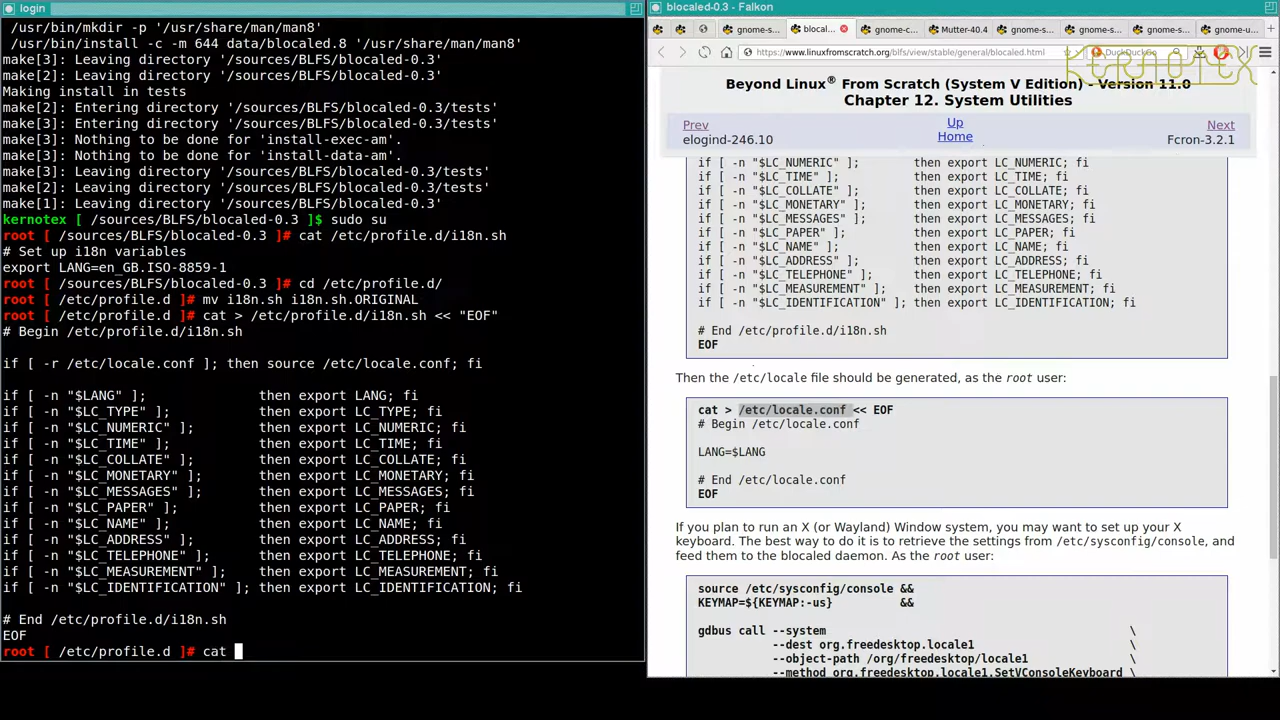 login
/usr/bin/mkdir -p '/usr/share/man/man8'
/usr/bin/install -c -m 644 data/blocaled.8 '/usr/share/man/man8'
make[3]: Leaving directory '/sources/BLFS/blocaled-0.3'
make[2]: Leaving directory '/sources/BLFS/blocaled-0.3'
Making install in tests
make[2]: Entering directory '/sources/BLFS/blocaled-0.3/tests'
make[3]: Entering directory '/sources/BLFS/blocaled-0.3/tests'
make[3]: Nothing to be done for 'install-exec-am'.
make[3]: Nothing to be done for 'install-data-am'.
make[3]: Leaving directory '/sources/BLFS/blocaled-0.3/tests'
make[2]: Leaving directory '/sources/BLFS/blocaled-0.3/tests'
make[1]: Leaving directory '/sources/BLFS/blocaled-0.3'
kernotex [ /sources/BLFS/blocaled-0.3 ]$ sudo su
root [ /sources/BLFS/blocaled-0.3 ]# cat /etc/profile.d/i18n.sh
# Set up i18n variables
export LANG=en_GB.ISO-8859-1
root [ /sources/BLFS/blocaled-0.3 ]# cd /etc/profile.d/
root [ /etc/profile.d ]# mv i18n.sh i18n.sh.ORIGINAL
root [ /etc/profile.d ]# cat > /etc/profile.d/i18n.sh << "EOF"
# Begin /etc/profile.d/i18n.sh
if [ -r /etc/locale.conf ]; then source /etc/locale.conf; fi
if [ -n "$LANG" ]; then export LANG; fi
if [ -n "$LC_TYPE" ]; then export LC_TYPE; fi
if [ -n "$LC_NUMERIC" ]; then export LC_NUMERIC; fi
if [ -n "$LC_TIME" ]; then export LC_TIME; fi
if [ -n "$LC_COLLATE" ]; then export LC_COLLATE; fi
if [ -n "$LC_MONETARY" ]; then export LC_MONETARY; fi
if [ -n "$LC_MESSAGES" ]; then export LC_MESSAGES; fi
if [ -n "$LC_PAPER" ]; then export LC_PAPER; fi
if [ -n "$LC_NAME" ]; then export LC_NAME; fi
if [ -n "$LC_ADDRESS" ]; then export LC_ADDRESS; fi
if [ -n "$LC_TELEPHONE" ]; then export LC_TELEPHONE; fi
if [ -n "$LC_MEASUREMENT" ]; then export LC_MEASUREMENT; fi
if [ -n "$LC_IDENTIFICATION" ]; then export LC_IDENTIFICATION; fi
# End /etc/profile.d/i18n.sh
EOF
root [ /etc/profile.d ]# cat
blocaled-0.3 - Falkon
gnome-s... blocal... gnome-c... Mutter-40.4 gnome-s... gnome-s... gnome-s... gnome-u...
https://www.linuxfromscratch.org/blfs/view/stable/general/blocaled.html DuckDuckGo
KERNOTEX
Beyond Linux® From Scratch (System V Edition) - Version 11.0
Chapter 12. System Utilities
Prev Up Next
elogind-246.10 Home Fcron-3.2.1
if [ -n "$LC_NUMERIC" ]; then export LC_NUMERIC; fi
if [ -n "$LC_TIME" ]; then export LC_TIME; fi
if [ -n "$LC_COLLATE" ]; then export LC_COLLATE; fi
if [ -n "$LC_MONETARY" ]; then export LC_MONETARY; fi
if [ -n "$LC_MESSAGES" ]; then export LC_MESSAGES; fi
if [ -n "$LC_PAPER" ]; then export LC_PAPER; fi
if [ -n "$LC_NAME" ]; then export LC_NAME; fi
if [ -n "$LC_ADDRESS" ]; then export LC_ADDRESS; fi
if [ -n "$LC_TELEPHONE" ]; then export LC_TELEPHONE; fi
if [ -n "$LC_MEASUREMENT" ]; then export LC_MEASUREMENT; fi
if [ -n "$LC_IDENTIFICATION" ]; then export LC_IDENTIFICATION; fi
# End /etc/profile.d/i18n.sh
EOF
Then the /etc/locale file should be generated, as the root user:
cat > /etc/locale.conf << EOF
# Begin /etc/locale.conf
LANG=$LANG
# End /etc/locale.conf
EOF
If you plan to run an X (or Wayland) Window system, you may want to set up your X
keyboard. The best way to do it is to retrieve the settings from /etc/sysconfig/console, and
feed them to the blocaled daemon. As the root user:
source /etc/sysconfig/console &&
KEYMAP=${KEYMAP:-us} &&
gdbus call --system \
--dest org.freedesktop.locale1 \
--object-path /org/freedesktop/locale1 \
--method org.freedesktop.locale1.SetVConsoleKeyboard \